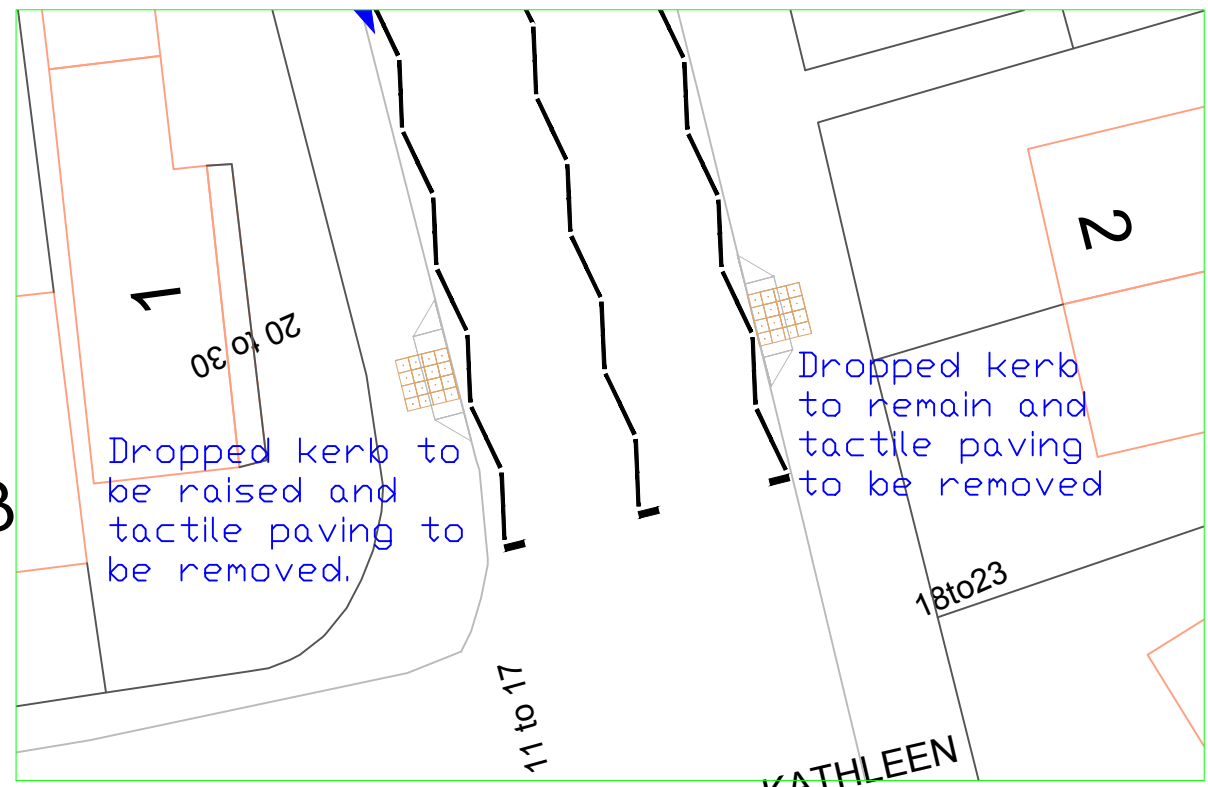 1
20 to 30
2
Dropped kerb to
be raised and
tactile paving to
be removed.
Dropped kerb
to remain and
tactile paving
to be removed
18to23
11 to 17
KATHLEEN